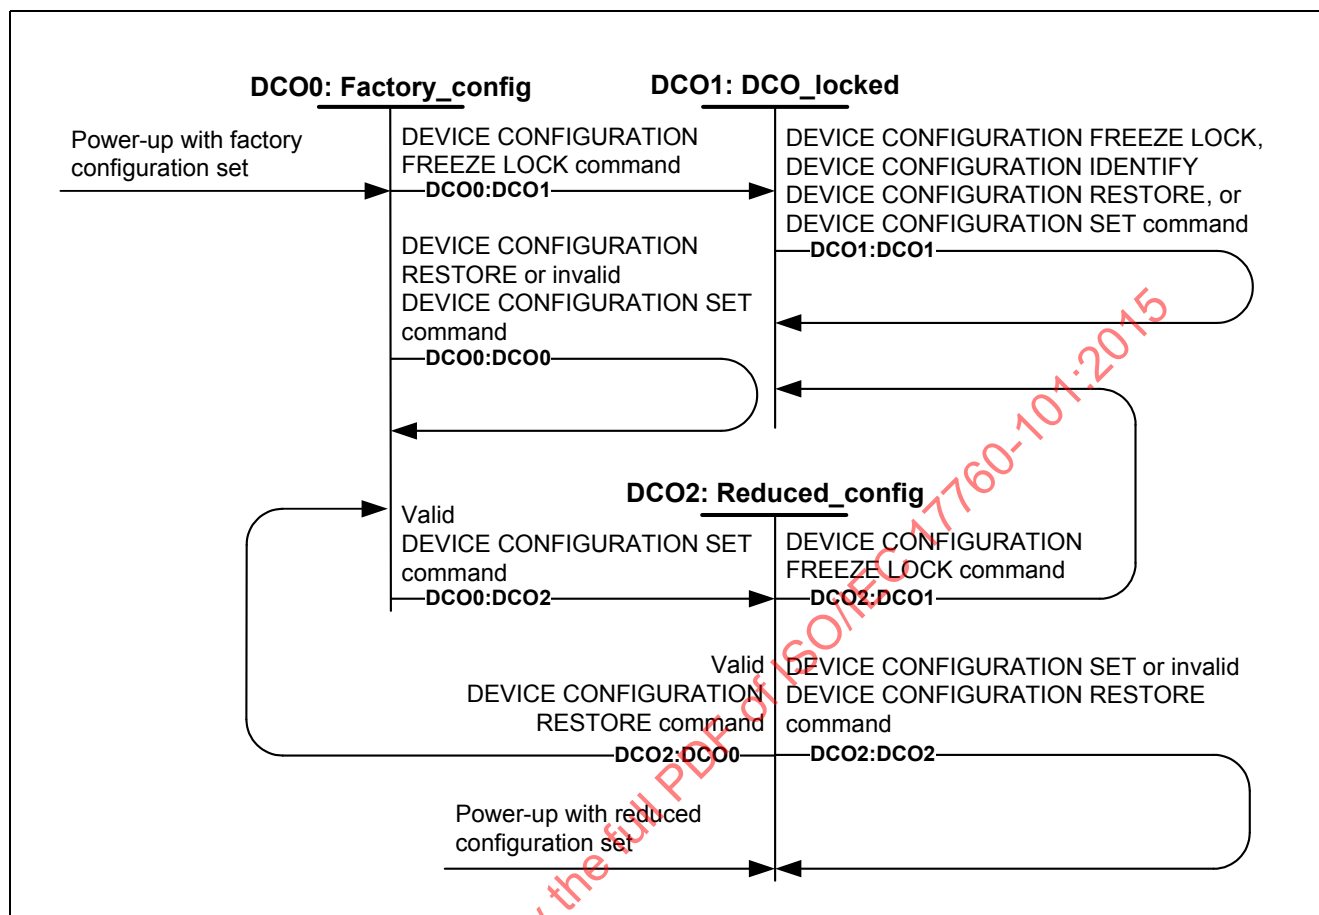 DCO0: Factory_config
DCO1: DCO_locked
Power-up with factory
configuration set
DEVICE CONFIGURATION
FREEZE LOCK command
DCO0:DCO1
DEVICE CONFIGURATION FREEZE LOCK,
DEVICE CONFIGURATION IDENTIFY
DEVICE CONFIGURATION RESTORE, or
DEVICE CONFIGURATION SET command
DCO1:DCO1
DEVICE CONFIGURATION
RESTORE or invalid
DEVICE CONFIGURATION SET
command
DCO0:DCO0
DCO2: Reduced_config
Valid
DEVICE CONFIGURATION SET
command
DCO0:DCO2
DEVICE CONFIGURATION
FREEZE LOCK command
DCO2:DCO1
Valid
DEVICE CONFIGURATION
RESTORE command
DCO2:DCO0
DEVICE CONFIGURATION SET or invalid
DEVICE CONFIGURATION RESTORE
command
DCO2:DCO2
Power-up with reduced
configuration set
the full PDF of ISO/IEC 17760-101:2015